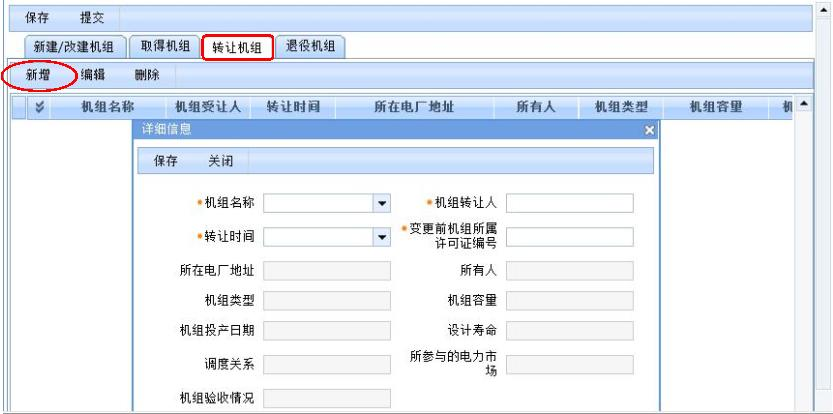 保存 提交
新建/改建机组 取得机组 转让机组 退役机组
新增 编辑 删除
机组名称 机组受让人 转让时间 所在电厂地址 所有人 机组类型 机组容量 机
详细信息
保存 关闭
*机组名称 *机组转让人
*转让时间 *变更前机组所属
许可证编号
所在电厂地址 所有人
机组类型 机组容量
机组投产日期 设计寿命
调度关系 所参与的电力市
场
机组验收情况